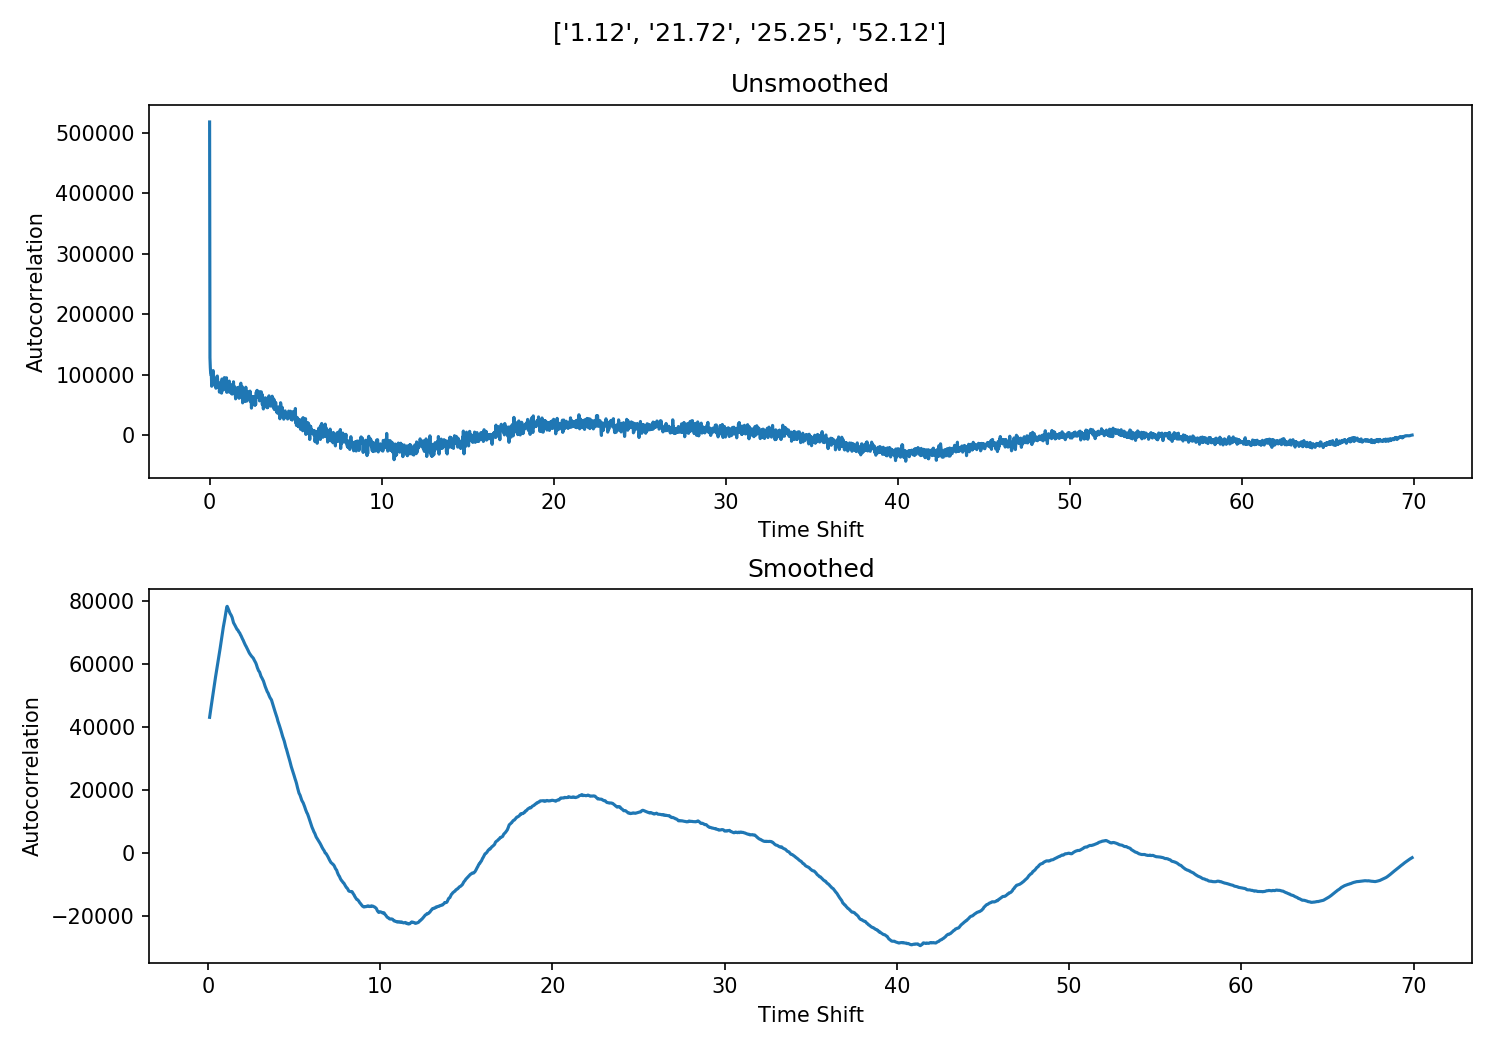 ['1.12', '21.72', '25.25', '52.12']
Unsmoothed
500000
400000
300000
200000
100000
0
Autocorrelation
0 10 20 30 40 50 60 70
Time Shift
Smoothed
80000
60000
40000
20000
0
−20000
Autocorrelation
0 10 20 30 40 50 60 70
Time Shift